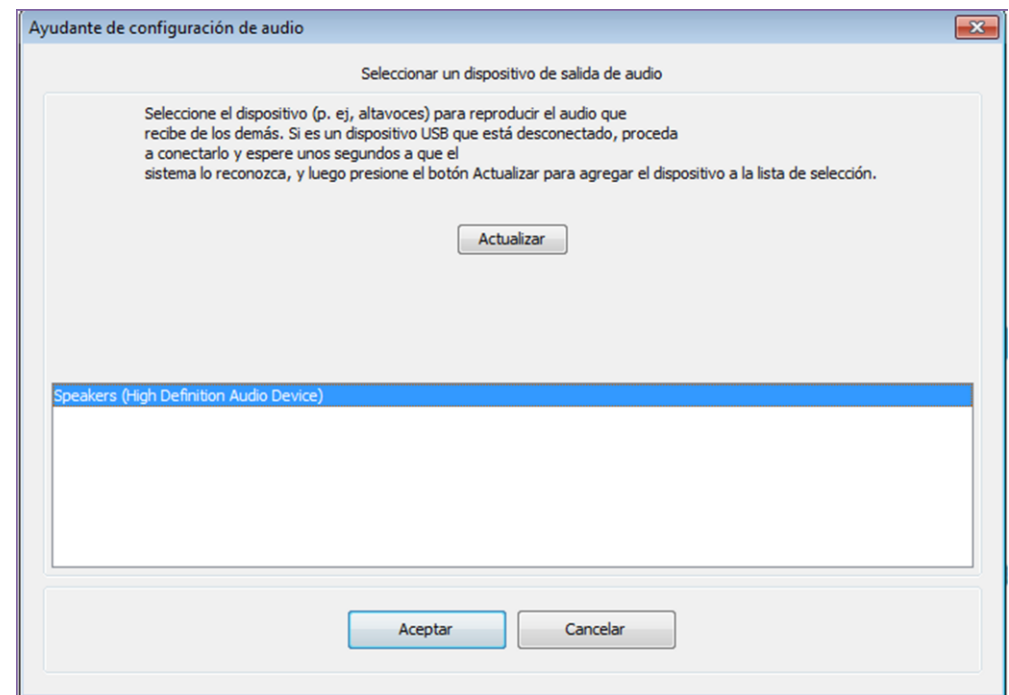 Ayudante de configuración de audio
Seleccionar un dispositivo de salida de audio
Seleccione el dispositivo (p. ej, altavoces) para reproducir el audio que
recibe de los demás. Si es un dispositivo USB que está desconectado, proceda
a conectarlo y espere unos segundos a que el
sistema lo reconozca, y luego presione el botón Actualizar para agregar el dispositivo a la lista de selección.
Actualizar
Speakers (High Definition Audio Device)
Aceptar
Cancelar